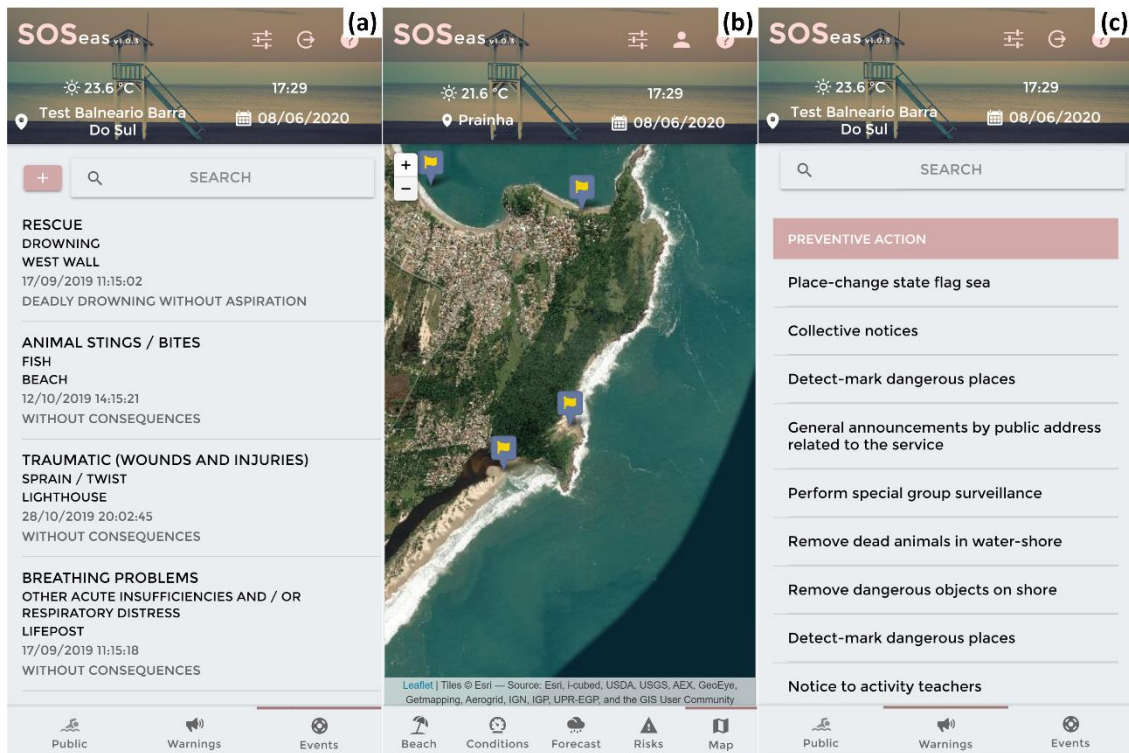 (a)
SOSeas v1.0.3
?
23.6 °C
17:29
Test Balneario Barra
Do Sul
08/06/2020
+
SEARCH
RESCUE
DROWNING
WEST WALL
17/09/2019 11:15:02
DEADLY DROWNING WITHOUT ASPIRATION
ANIMAL STINGS / BITES
FISH
BEACH
12/10/2019 14:15:21
WITHOUT CONSEQUENCES
TRAUMATIC (WOUNDS AND INJURIES)
SPRAIN / TWIST
LIGHTHOUSE
28/10/2019 20:02:45
WITHOUT CONSEQUENCES
BREATHING PROBLEMS
OTHER ACUTE INSUFFICIENCIES AND / OR
RESPIRATORY DISTRESS
LIFEPOST
17/09/2019 11:15:18
WITHOUT CONSEQUENCES
Public
Warnings
Events
(b)
SOSeas v1.0.3
?
21.6 °C
17:29
Prainha
08/06/2020
+
−
Leaflet | Tiles © Esri — Source: Esri, i-cubed, USDA, USGS, AEX, GeoEye,
Getmapping, Aerogrid, IGN, IGP, UPR-EGP, and the GIS User Community
Beach
Conditions
Forecast
Risks
Map
(c)
SOSeas v1.0.3
?
23.6 °C
17:29
Test Balneario Barra
Do Sul
08/06/2020
SEARCH
PREVENTIVE ACTION
Place-change state flag sea
Collective notices
Detect-mark dangerous places
General announcements by public address
related to the service
Perform special group surveillance
Remove dead animals in water-shore
Remove dangerous objects on shore
Detect-mark dangerous places
Notice to activity teachers
Public
Warnings
Events